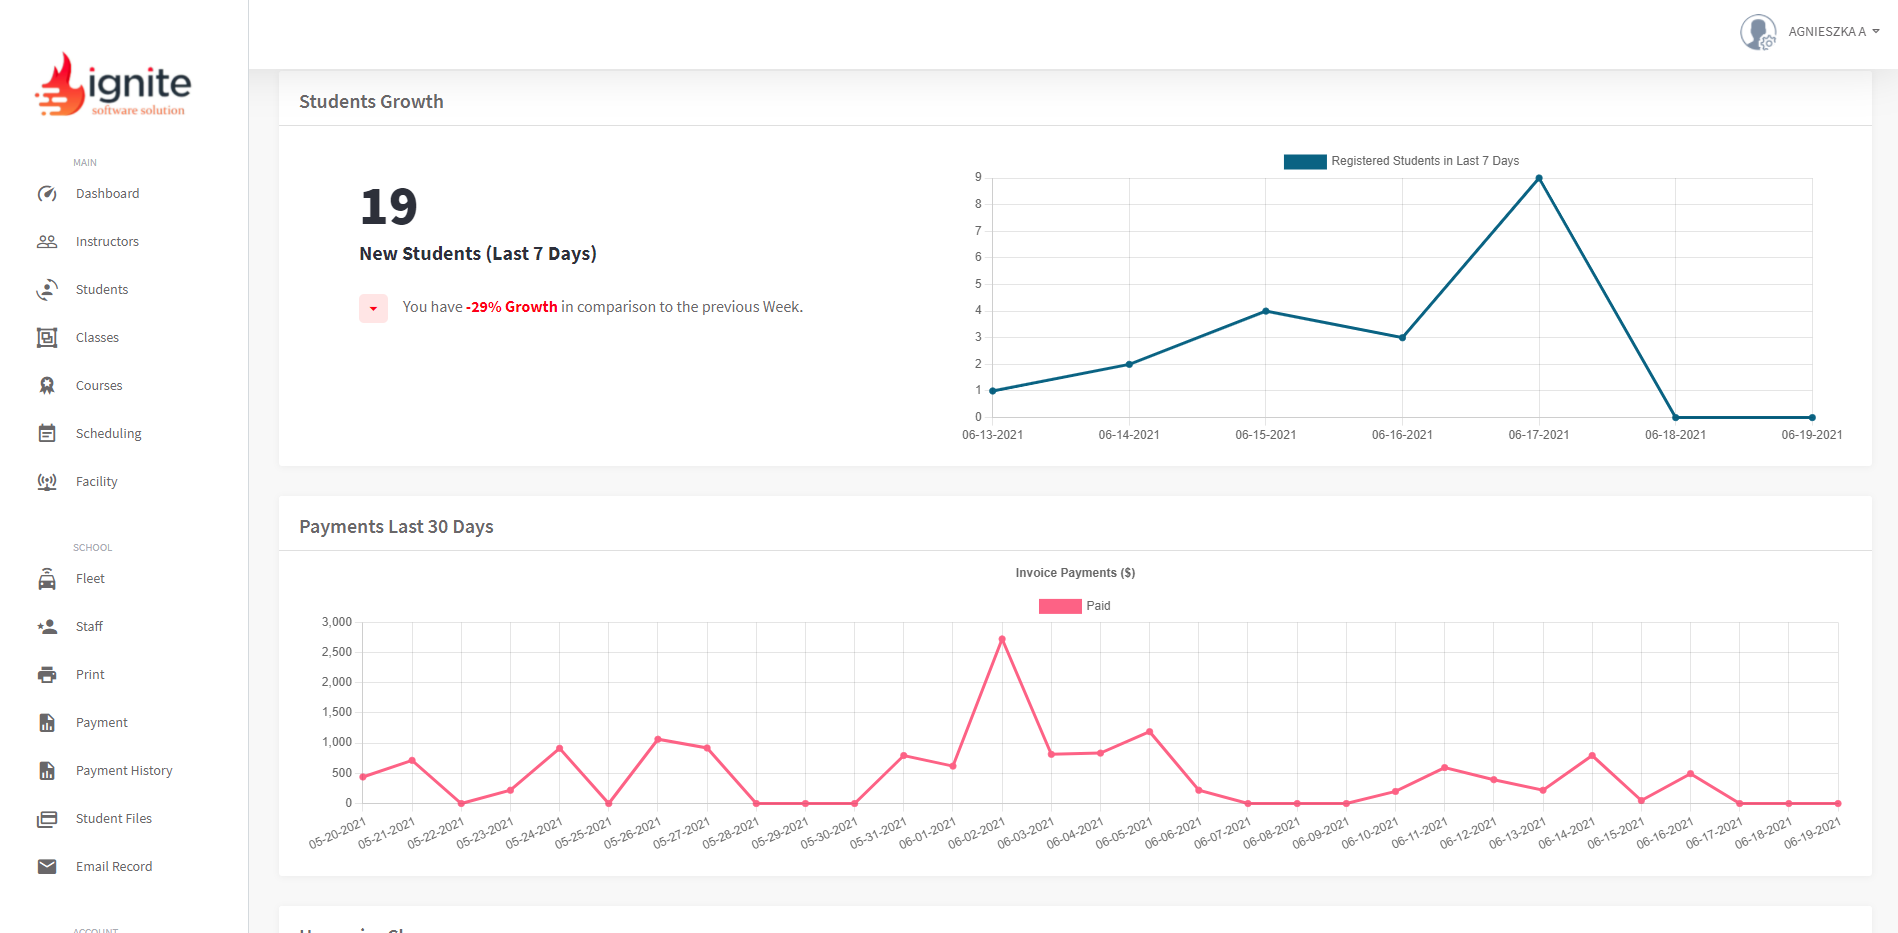 AGNIESZKA A
ignite
software solution
MAIN
Dashboard
Instructors
Students
Classes
Courses
Scheduling
Facility
SCHOOL
Fleet
Staff
Print
Payment
Payment History
Student Files
Email Record
ACCOUNT
Students Growth
19
New Students (Last 7 Days)
You have -29% Growth in comparison to the previous Week.
Registered Students in Last 7 Days
9
8
7
6
5
4
3
2
1
0
06-13-2021 06-14-2021 06-15-2021 06-16-2021 06-17-2021 06-18-2021 06-19-2021
Payments Last 30 Days
Invoice Payments ($)
Paid
3,000
2,500
2,000
1,500
1,000
500
0
05-20-2021 05-21-2021 05-22-2021 05-23-2021 05-24-2021 05-25-2021 05-26-2021 05-27-2021 05-28-2021 05-29-2021 05-30-2021 05-31-2021 06-01-2021 06-02-2021 06-03-2021 06-04-2021 06-05-2021 06-06-2021 06-07-2021 06-08-2021 06-09-2021 06-10-2021 06-11-2021 06-12-2021 06-13-2021 06-14-2021 06-15-2021 06-16-2021 06-17-2021 06-18-2021 06-19-2021